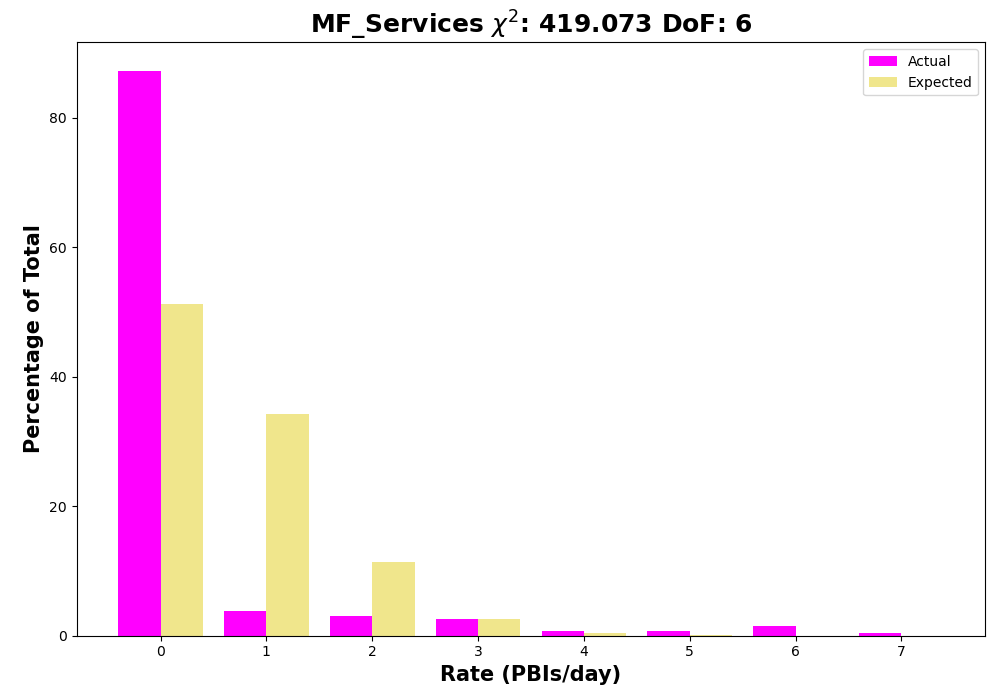 MF_Services χ²: 419.073 DoF: 6
Actual
Expected
Percentage of Total
80
60
40
20
0
0 1 2 3 4 5 6 7
Rate (PBIs/day)